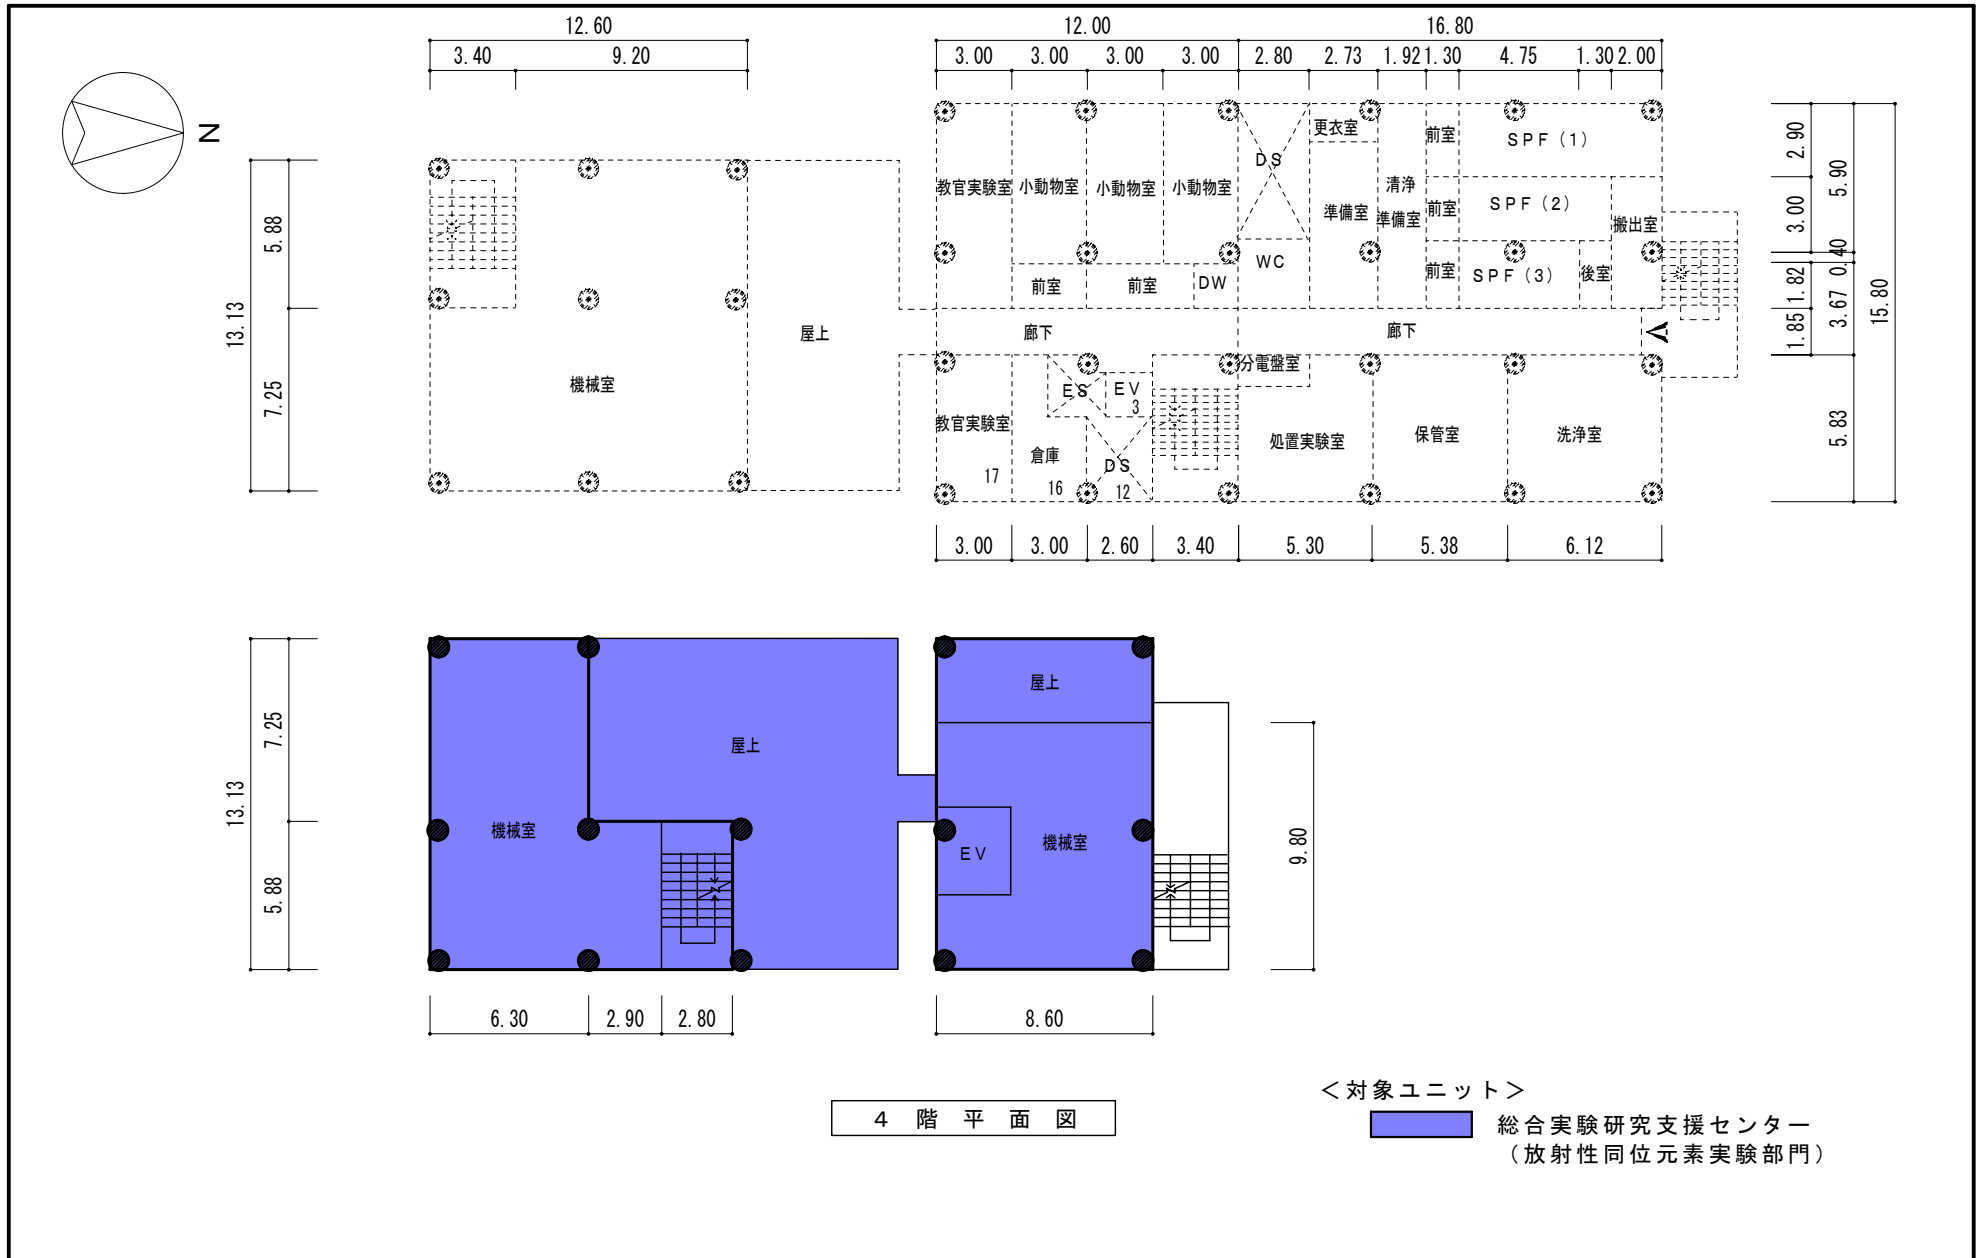 12.60
12.00
16.80
3.40
9.20
3.00
3.00
3.00
3.00
2.80
2.73
1.92
1.30
4.75
1.30
2.00
N
13.13
5.88
7.25
機械室
屋上
教官実験室
小動物室
小動物室
小動物室
DS
更衣室
準備室
清浄
準備室
前室
前室
前室
SPF(1)
SPF(2)
SPF(3)
後室
搬出室
WC
前室
前室
DW
廊下
廊下
2.90
3.00
0.40
1.82
1.85
5.90
3.67
5.83
15.80
教官実験室
17
倉庫
16
ES
EV
3
DS
12
分電盤室
処置実験室
保管室
洗浄室
3.00
3.00
2.60
3.40
5.30
5.38
6.12
13.13
7.25
5.88
機械室
屋上
屋上
機械室
EV
9.80
6.30
2.90
2.80
8.60
4階平面図
<対象ユニット>
総合実験研究支援センター
(放射性同位元素実験部門)